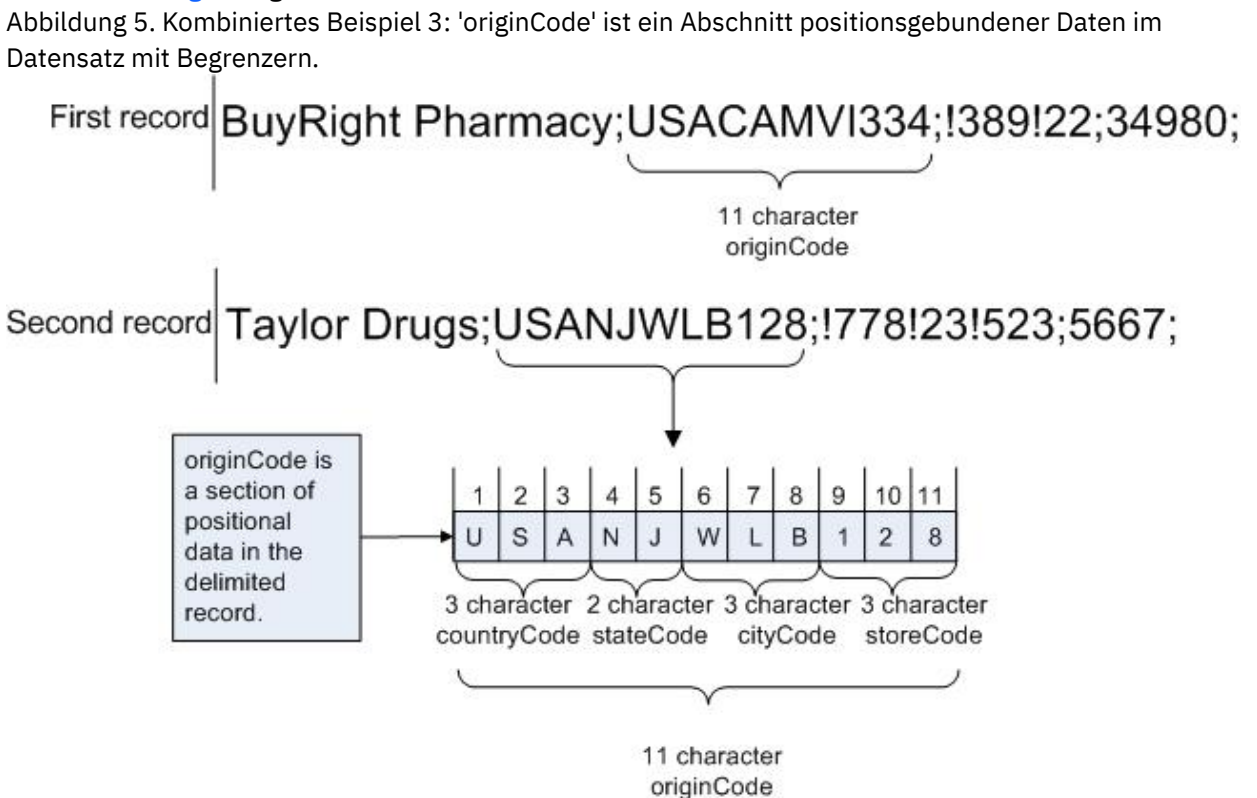 Abbildung 5. Kombiniertes Beispiel 3: 'originCode' ist ein Abschnitt positionsgebundener Daten im
Datensatz mit Begrenzern.
First record BuyRight Pharmacy;USACAMVI334;!389!22;34980;
11 character
originCode
Second record Taylor Drugs;USANJWLB128;!778!23!523;5667;
originCode is
a section of
positional
data in the
delimited
record.
1 2 3 4 5 6 7 8 9 10 11
U S A N J W L B 1 2 8
3 character 2 character 3 character 3 character
countryCode stateCode cityCode storeCode
11 character
originCode